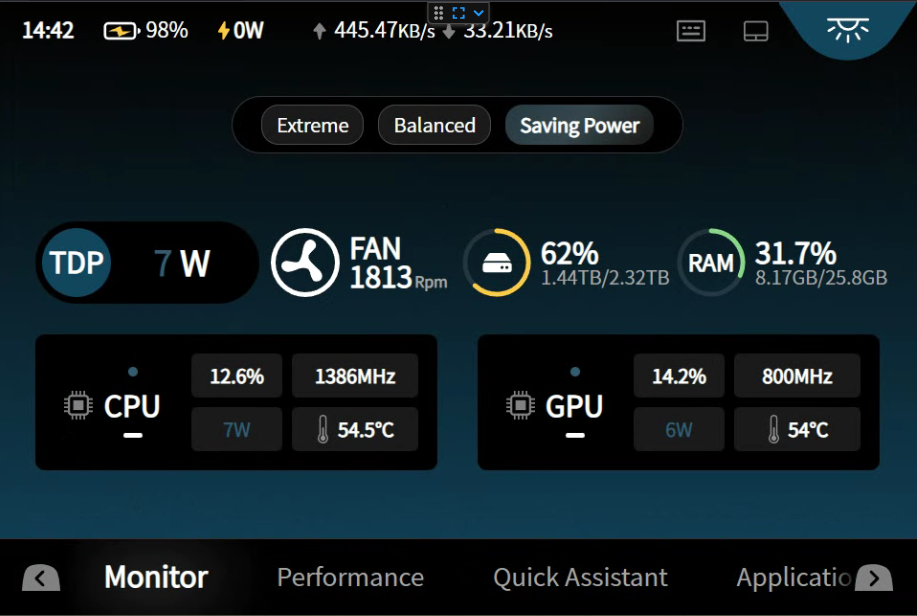 14:42 98% 0W 445.47KB/s 33.21KB/s
Extreme Balanced Saving Power
TDP 7 W
FAN
1813 Rpm
62%
1.44TB/2.32TB
RAM
31.7%
8.17GB/25.8GB
CPU
12.6% 1386MHz
7W 54.5°C
GPU
14.2% 800MHz
6W 54°C
Monitor Performance Quick Assistant Applicatio